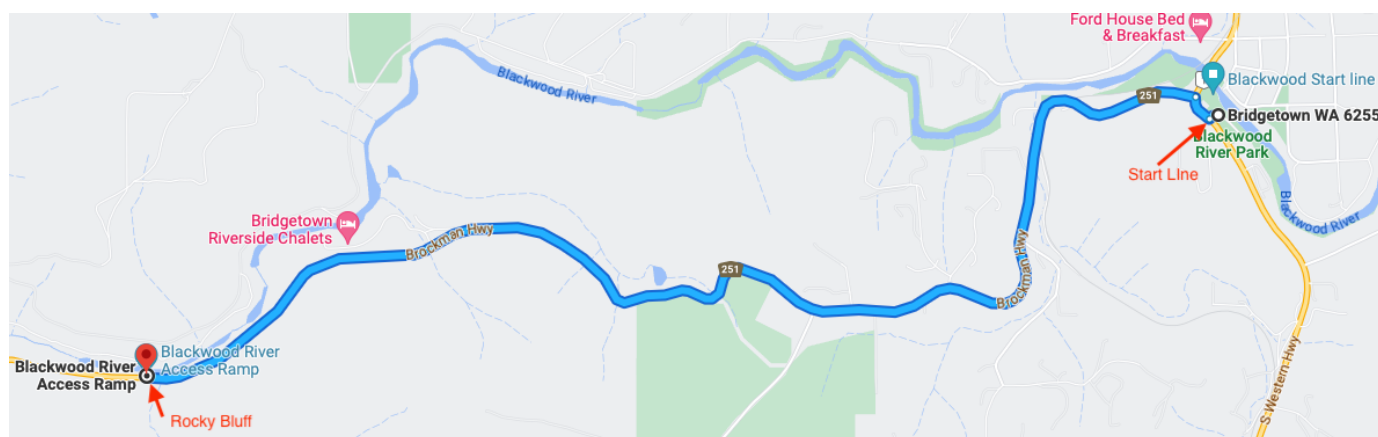 Ford House Bed
& Breakfast
Blackwood River
Blackwood Start line
251
Bridgetown WA 6255
Blackwood
River Park
Start LIne
Blackwood River
Bridgetown
Riverside Chalets
Brockman Hwy
251
Brockman Hwy
S Western Hwy
Blackwood River
Access Ramp
Blackwood River
Access Ramp
Rocky Bluff